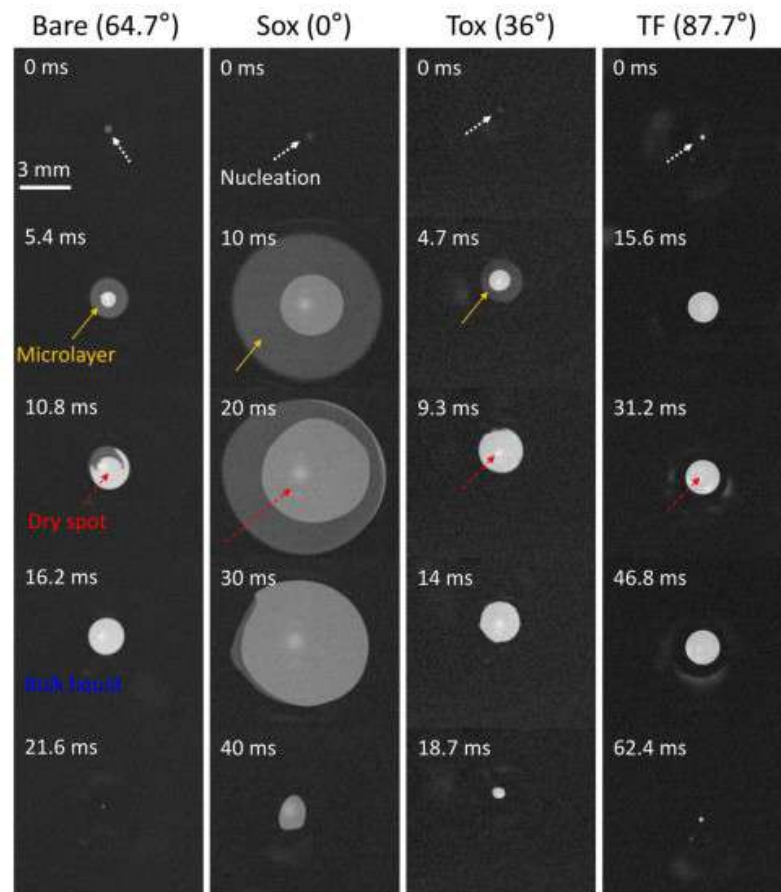 Bare (64.7°) Sox (0°) Tox (36°) TF (87.7°)
0 ms 0 ms 0 ms 0 ms
Nucleation
3 mm
5.4 ms 10 ms 4.7 ms 15.6 ms
Microlayer
10.8 ms 20 ms 9.3 ms 31.2 ms
Dry spot
16.2 ms 30 ms 14 ms 46.8 ms
Bulk liquid
21.6 ms 40 ms 18.7 ms 62.4 ms